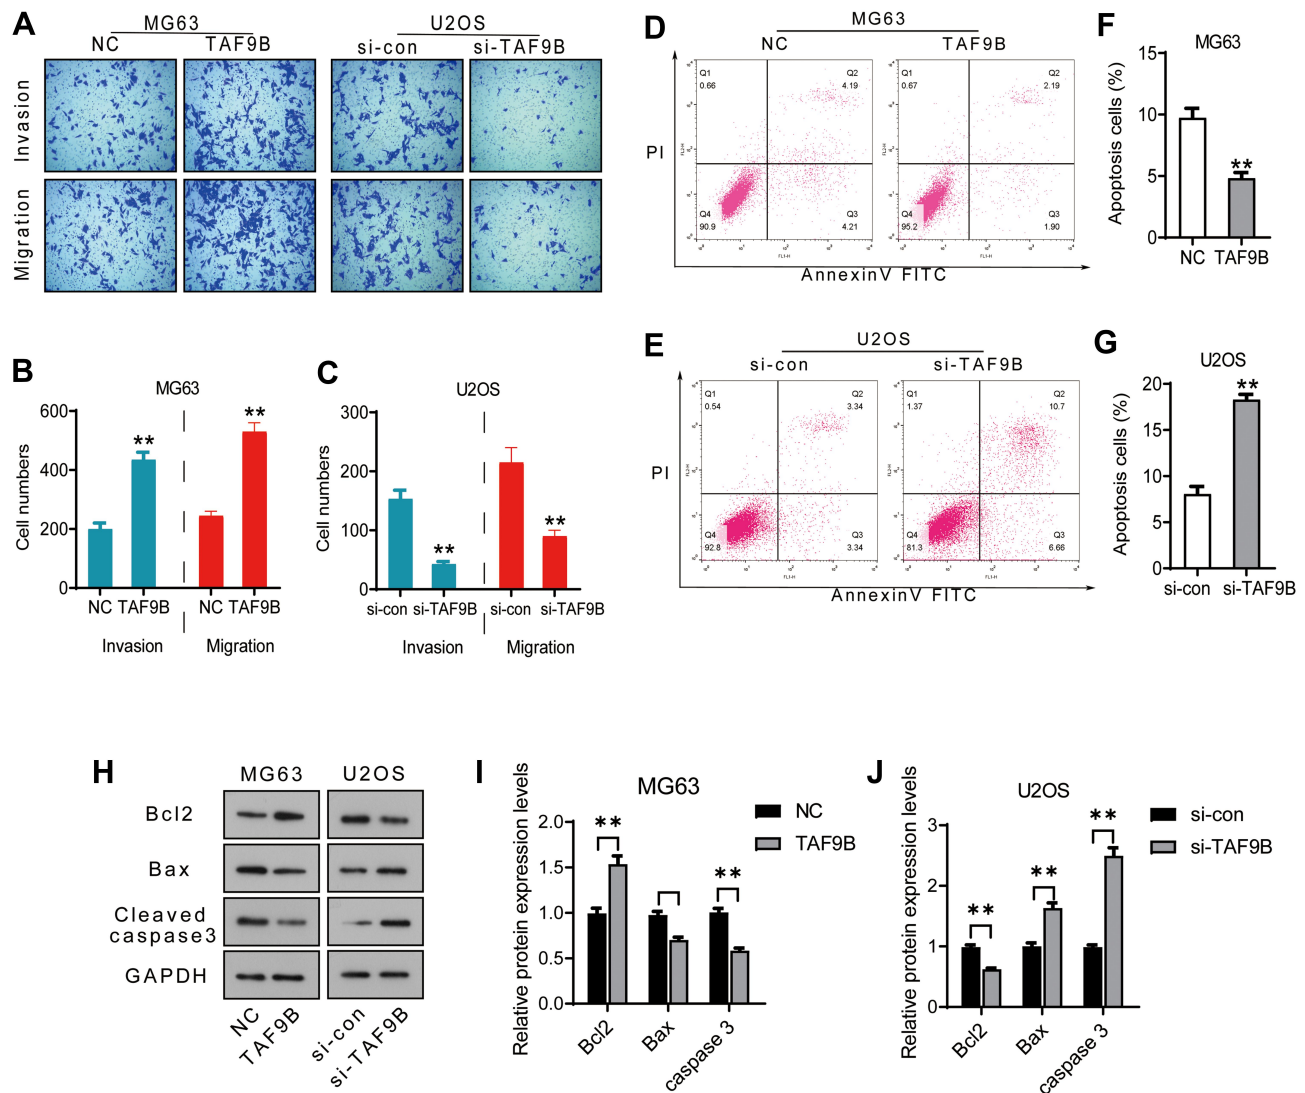 A
MG63
NC TAF9B
U2OS
si-con si-TAF9B
Invasion
Migration
B
MG63
Cell numbers
600
400
200
0
**
**
NC TAF9B NC TAF9B
Invasion Migration
C
U2OS
Cell numbers
300
200
100
0
**
**
si-con si-TAF9B si-con si-TAF9B
Invasion Migration
D
MG63
NC TAF9B
PI
Q1
0.66
Q2
4.19
Q4
90.9
Q3
4.21
FL2-H
FL1-H
Q1
0.67
Q2
2.19
Q4
95.2
Q3
1.90
FL2-H
FL1-H
AnnexinV FITC
E
U2OS
si-con si-TAF9B
PI
Q1
0.54
Q2
3.34
Q4
92.8
Q3
3.34
FL2-H
FL1-H
Q1
1.37
Q2
10.7
Q4
81.3
Q3
6.66
FL2-H
FL1-H
AnnexinV FITC
F
MG63
Apoptosis cells (%)
15
10
5
0
**
NC TAF9B
G
U2OS
Apoptosis cells (%)
20
15
10
5
0
**
si-con si-TAF9B
H
MG63 U2OS
Bcl2
Bax
Cleaved
caspase3
GAPDH
NC
TAF9B
si-con
si-TAF9B
I
MG63
Relative protein expression levels
2.0
1.5
1.0
0.5
0.0
**
**
NC
TAF9B
Bcl2
Bax
caspase 3
J
U2OS
Relative protein expression levels
3
2
1
0
**
**
**
si-con
si-TAF9B
Bcl2
Bax
caspase 3